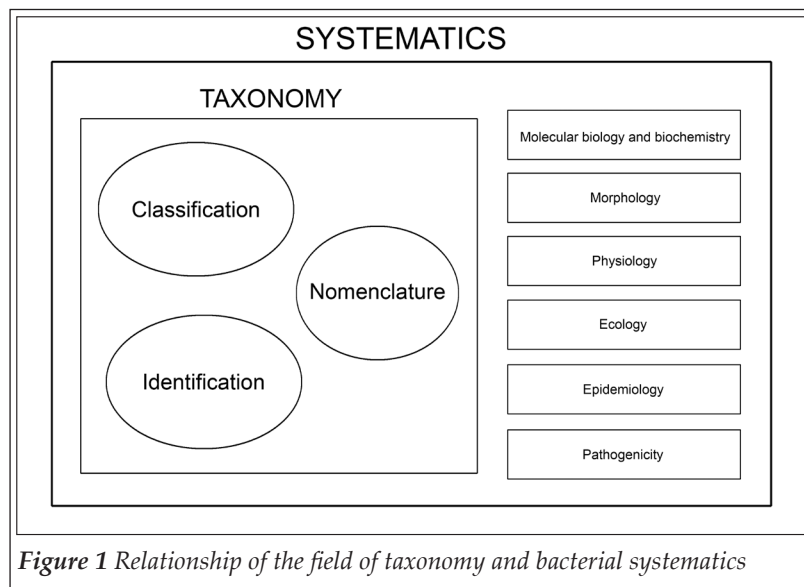 SYSTEMATICS
TAXONOMY
Classification
Nomenclature
Identification
Molecular biology and biochemistry
Morphology
Physiology
Ecology
Epidemiology
Pathogenicity
Figure 1 Relationship of the field of taxonomy and bacterial systematics